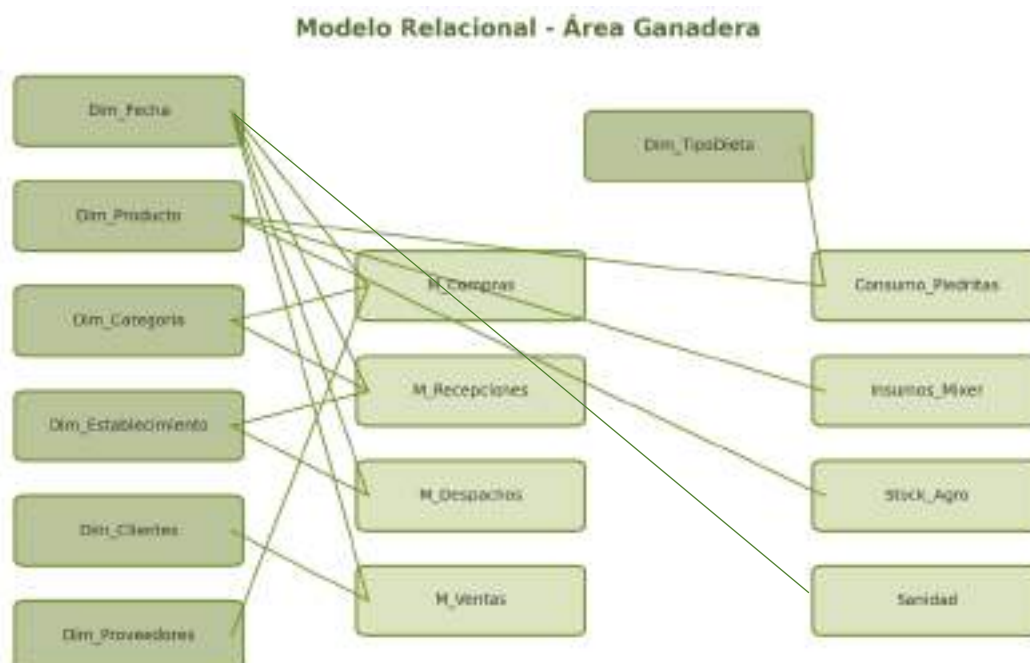 Modelo Relacional - Área Ganadera
Dim_Fecha
Dim_TipoDieta
Dim_Producto
M_Compras
Consumo_Piedritas
Dim_Categoria
M_Recepciones
Insumos_Mixer
Dim_Establecimiento
M_Despachos
Stock_Agro
Dim_Clientes
M_Ventas
Sanidad
Dim_Proveedores